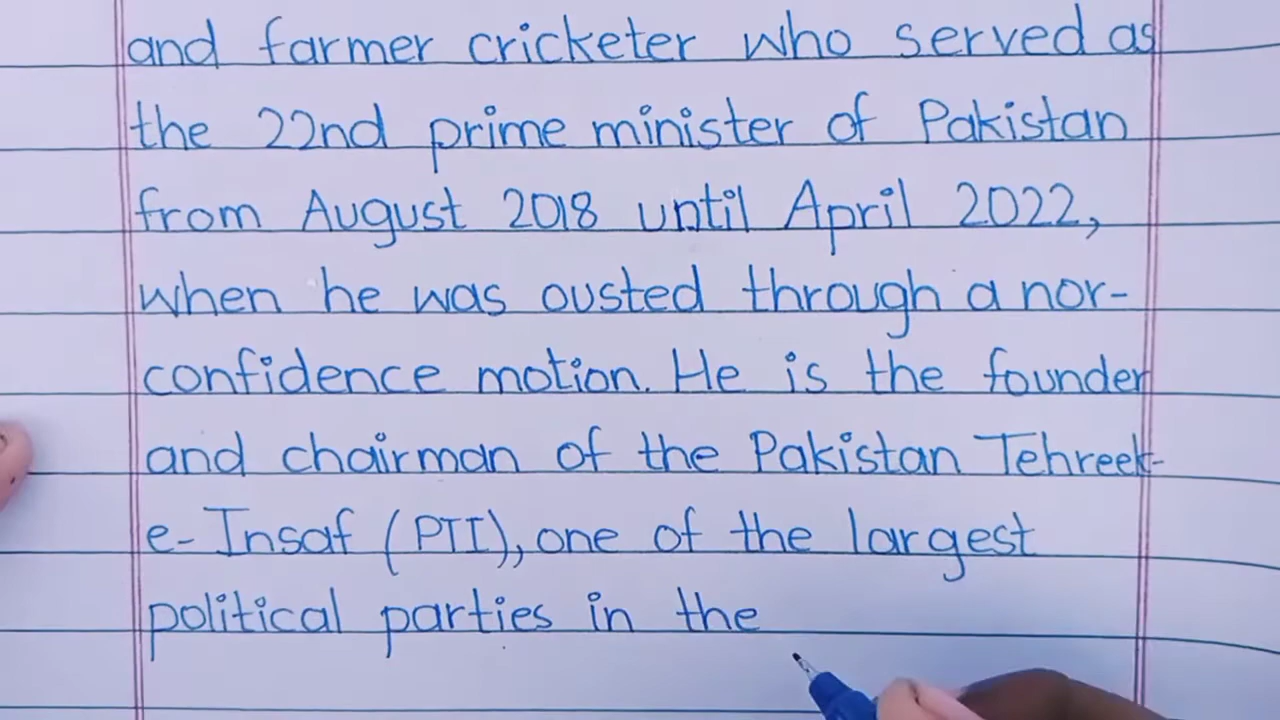 and farmer cricketer who served as
the 22nd prime minister of Pakistan
from August 2018 until April 2022,
when he was ousted through a nor-
confidence motion. He is the founder
and chairman of the Pakistan Tehreek-
e-Insaf (PTI), one of the largest
political parties in the